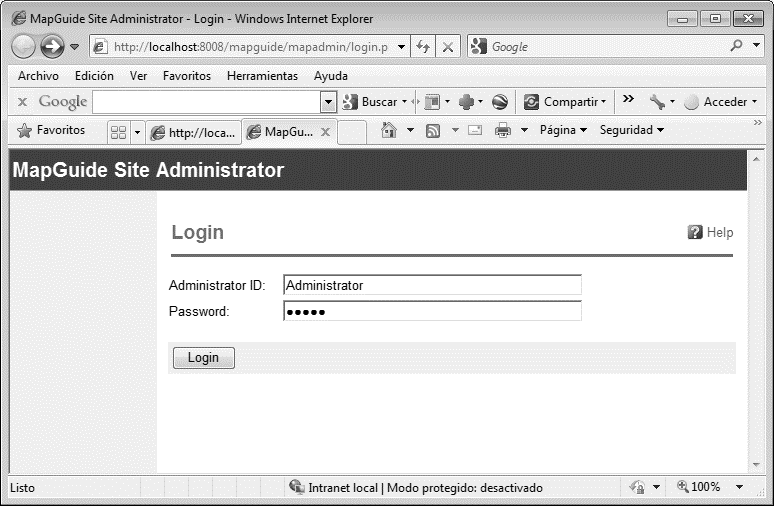 MapGuide Site Administrator - Login - Windows Internet Explorer
http://localhost:8008/mapguide/mapadmin/login.p
Google
Archivo Edición Ver Favoritos Herramientas Ayuda
x Google Buscar Compartir >> Acceder
Favoritos http://loca... MapGu... x Página Seguridad >>
MapGuide Site Administrator
Login ? Help
Administrator ID: Administrator
Password: •••••
Login
Listo Intranet local | Modo protegido: desactivado 100%